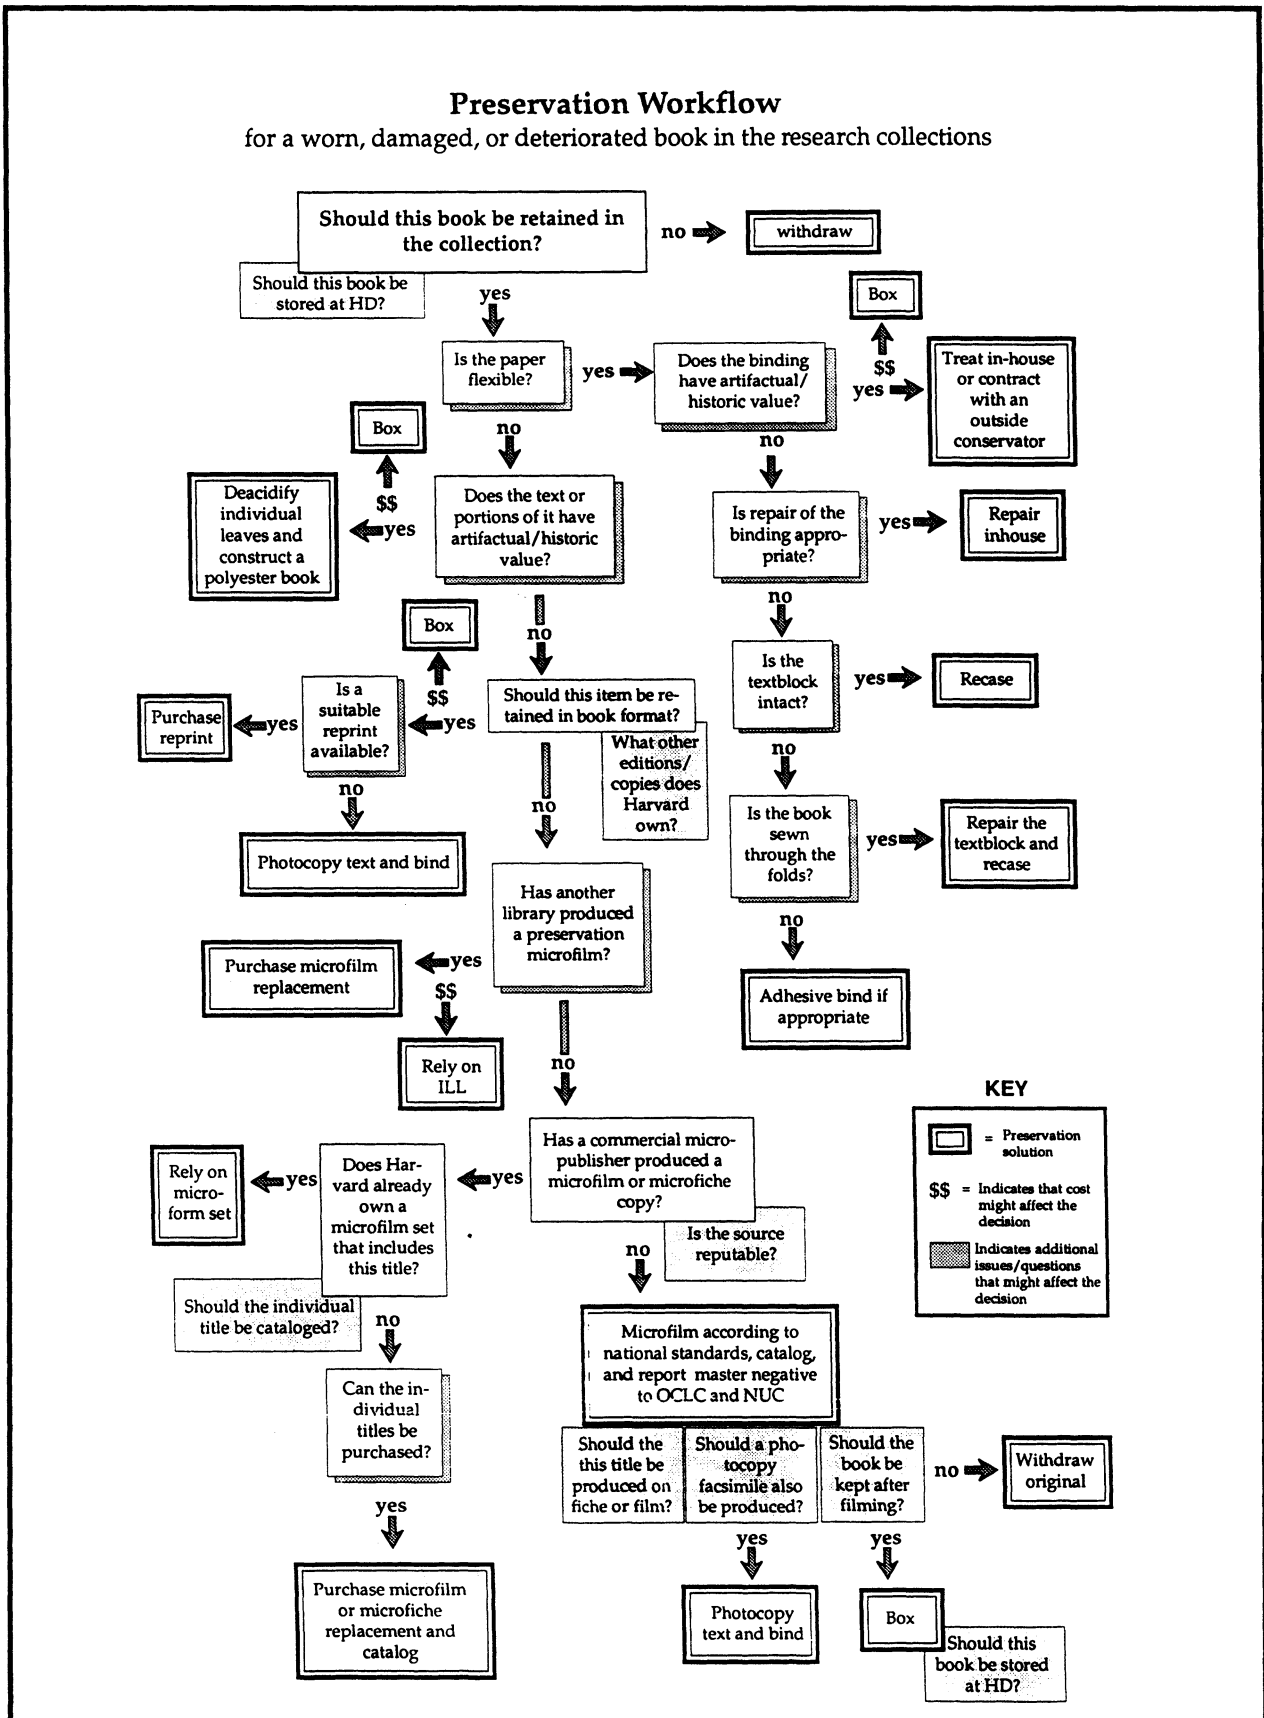 Preservation Workflow
for a worn, damaged, or deteriorated book in the research collections
Should this book be retained in
the collection?
no
withdraw
Should this book be
stored at HD?
yes
Box
Is the paper
flexible?
yes
Does the binding
have artifactual/
historic value?
$$
yes
Treat in-house
or contract
with an
outside
conservator
Box
no
no
Deacidify
individual
leaves and
construct a
polyester book
$$
yes
Does the text or
portions of it have
artifactual/historic
value?
Is repair of the
binding appro-
priate?
yes
Repair
inhouse
Box
no
no
$$
Is the
textblock
intact?
yes
Recase
Purchase
reprint
yes
Is a
suitable
reprint
available?
yes
Should this item be re-
tained in book format?
What other
editions/
copies does
Harvard
own?
no
no
no
Photocopy text and bind
Is the book
sewn
through the
folds?
yes
Repair the
textblock and
recase
Has another
library produced
a preservation
microfilm?
no
Purchase microfilm
replacement
yes
$$
Adhesive bind if
appropriate
Rely on
ILL
no
KEY
= Preservation
solution
$$ = Indicates that cost
might affect the
decision
Indicates additional
issues/questions
that might affect the
decision
Has a commercial micro-
publisher produced a
microfilm or microfiche
copy?
Is the source
reputable?
yes
Does Har-
vard already
own a
microfilm set
that includes
this title?
yes
Rely on
micro-
form set
Should the individual
title be cataloged?
no
no
Microfilm according to
national standards, catalog,
and report master negative
to OCLC and NUC
Can the in-
dividual
titles be
purchased?
Should the
this title be
produced on
fiche or film?
Should a pho-
tocopy
facsimile also
be produced?
Should the
book be
kept after
filming?
no
Withdraw
original
yes
yes
yes
Purchase microfilm
or microfiche
replacement and
catalog
Photocopy
text and bind
Box
Should this
book be stored
at HD?